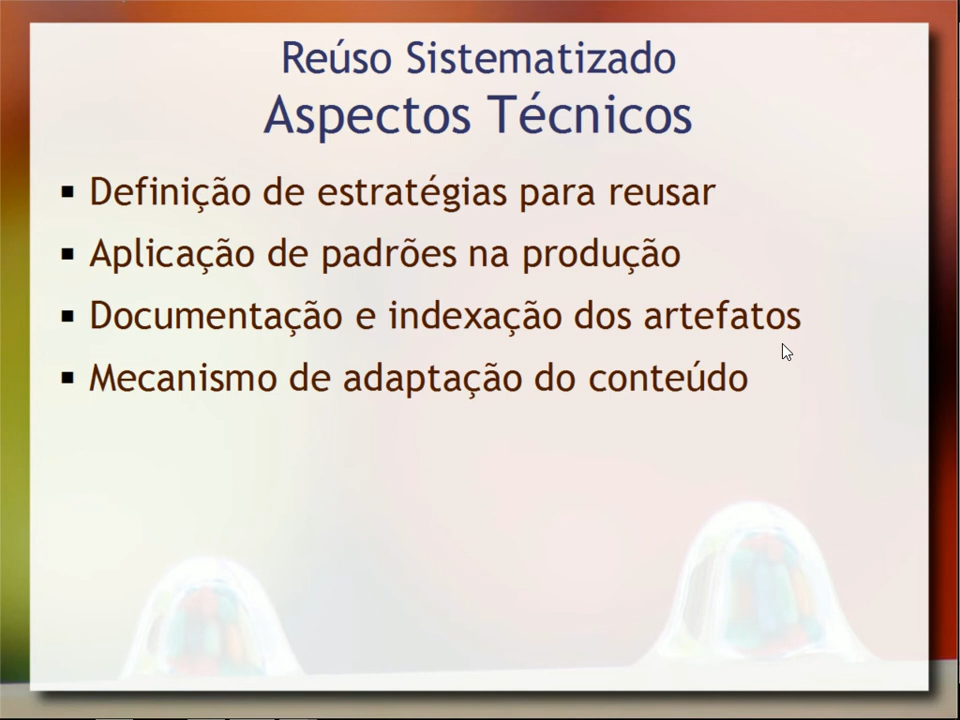 Reúso Sistematizado
Aspectos Técnicos
▪ Definição de estratégias para reusar
▪ Aplicação de padrões na produção
▪ Documentação e indexação dos artefatos
▪ Mecanismo de adaptação do conteúdo